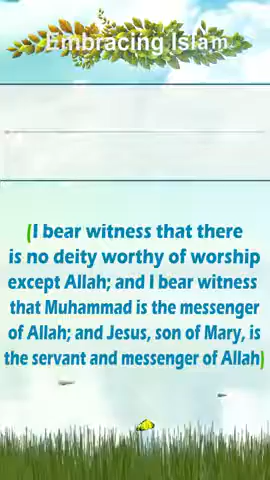 Embracing Islam
(I bear witness that there
is no deity worthy of worship
except Allah; and I bear witness
that Muhammad is the messenger
of Allah; and Jesus, son of Mary, is
the servant and messenger of Allah)